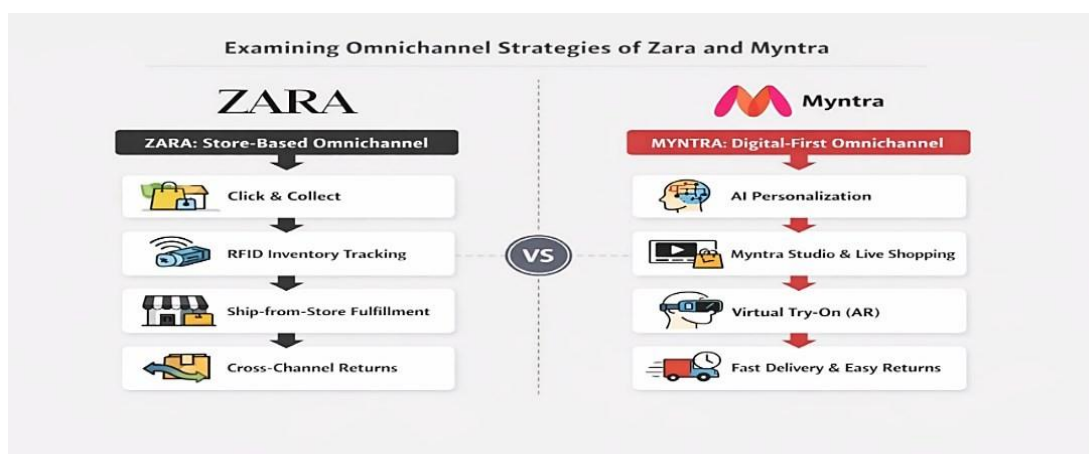 Examining Omnichannel Strategies of Zara and Myntra
ZARA
ZARA: Store-Based Omnichannel
Click & Collect
RFID Inventory Tracking
Ship-from-Store Fulfillment
Cross-Channel Returns
VS
Myntra
MYNTRA: Digital-First Omnichannel
AI Personalization
Myntra Studio & Live Shopping
Virtual Try-On (AR)
Fast Delivery & Easy Returns